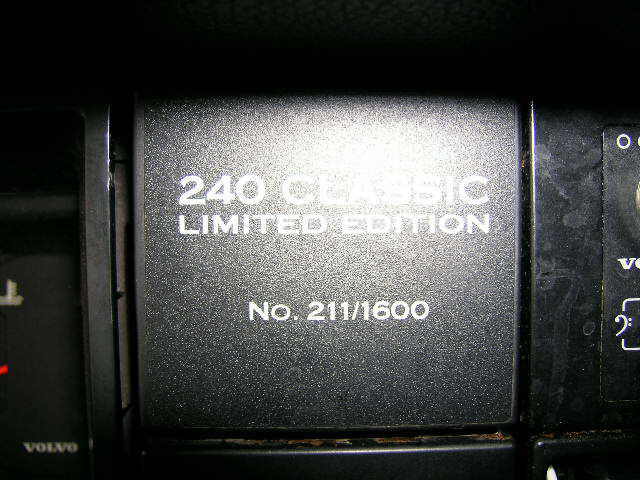 240 CLASSIC
LIMITED EDITION
No. 211/1600
VOLVO